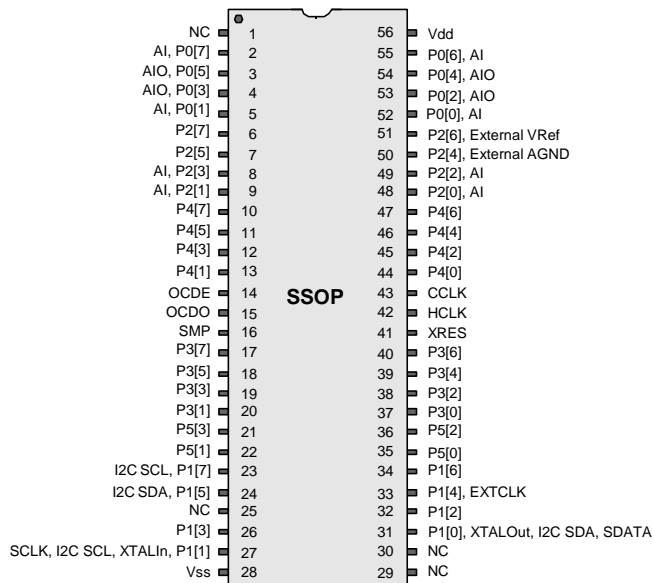 NC 1 56 Vdd
AI, P0[7] 2 55 P0[6], AI
AIO, P0[5] 3 54 P0[4], AIO
AIO, P0[3] 4 53 P0[2], AIO
AI, P0[1] 5 52 P0[0], AI
P2[7] 6 51 P2[6], External VRef
P2[5] 7 50 P2[4], External AGND
AI, P2[3] 8 49 P2[2], AI
AI, P2[1] 9 48 P2[0], AI
P4[7] 10 47 P4[6]
P4[5] 11 46 P4[4]
P4[3] 12 45 P4[2]
P4[1] 13 44 P4[0]
OCDE 14 SSOP 43 CCLK
OCDO 15 42 HCLK
SMP 16 41 XRES
P3[7] 17 40 P3[6]
P3[5] 18 39 P3[4]
P3[3] 19 38 P3[2]
P3[1] 20 37 P3[0]
P5[3] 21 36 P5[2]
P5[1] 22 35 P5[0]
I2C SCL, P1[7] 23 34 P1[6]
I2C SDA, P1[5] 24 33 P1[4], EXTCLK
NC 25 32 P1[2]
P1[3] 26 31 P1[0], XTALOut, I2C SDA, SDATA
SCLK, I2C SCL, XTALIn, P1[1] 27 30 NC
Vss 28 29 NC